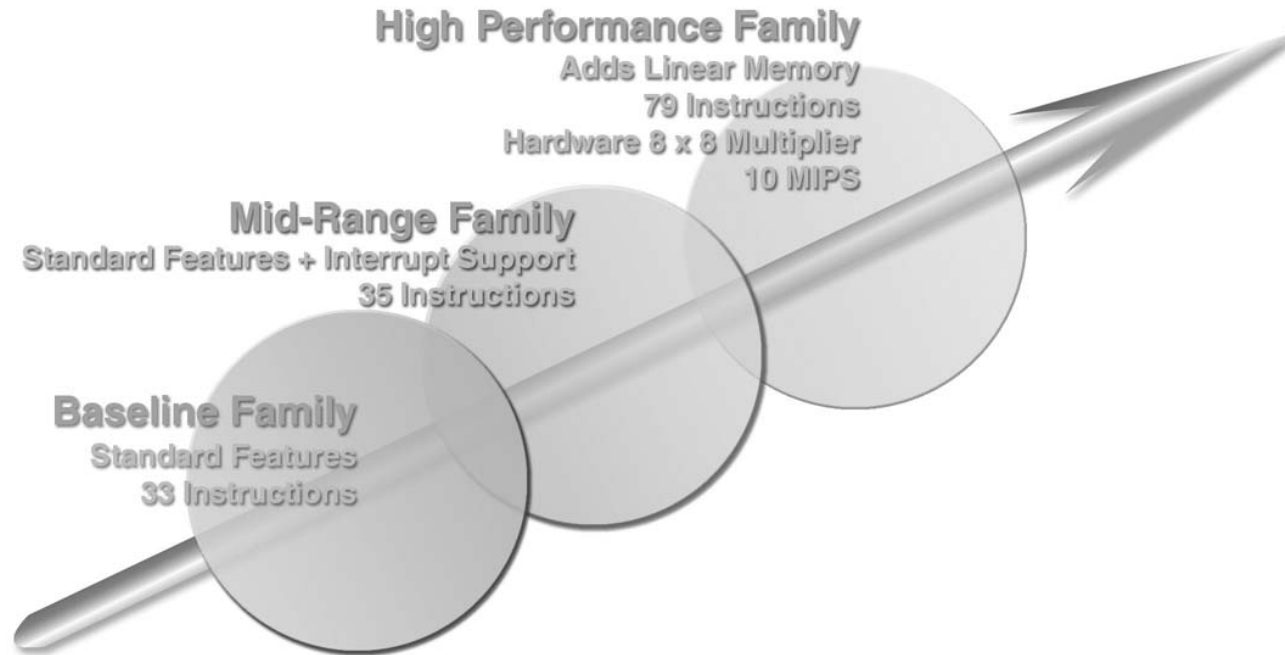 High Performance Family
Adds Linear Memory
79 Instructions
Hardware 8 x 8 Multiplier
10 MIPS
Mid-Range Family
Standard Features + Interrupt Support
35 Instructions
Baseline Family
Standard Features
33 Instructions